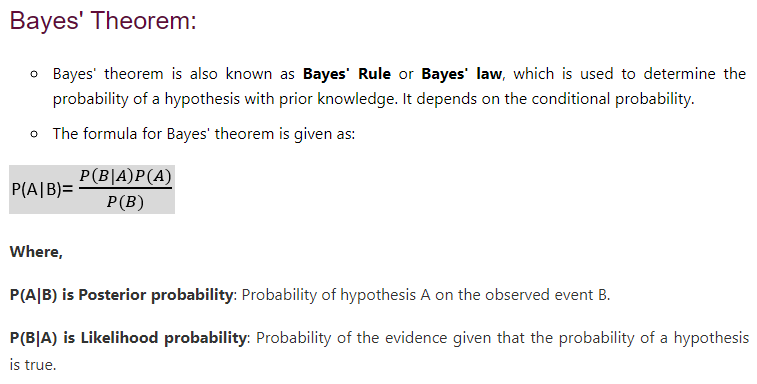 Bayes' Theorem:
o Bayes' theorem is also known as Bayes' Rule or Bayes' law, which is used to determine the
probability of a hypothesis with prior knowledge. It depends on the conditional probability.
o The formula for Bayes' theorem is given as:
P(A|B)= P(B|A)P(A)
P(B)
Where,
P(A|B) is Posterior probability: Probability of hypothesis A on the observed event B.
P(B|A) is Likelihood probability: Probability of the evidence given that the probability of a hypothesis
is true.